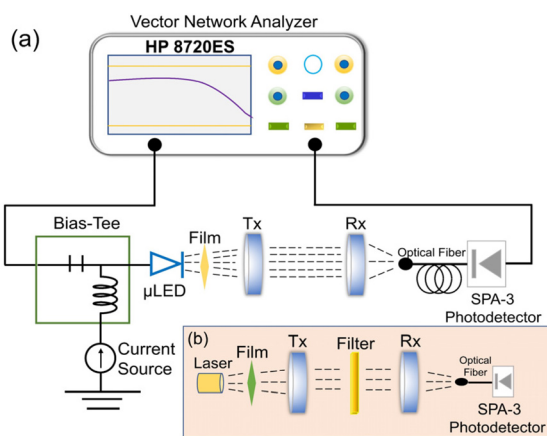 Vector Network Analyzer
(a)
HP 8720ES
Bias-Tee
Film
Tx
Rx
Optical Fiber
µLED
SPA-3
Photodetector
Current
Source
(b)
Laser
Film
Tx
Filter
Rx
Optical
Fiber
SPA-3
Photodetector